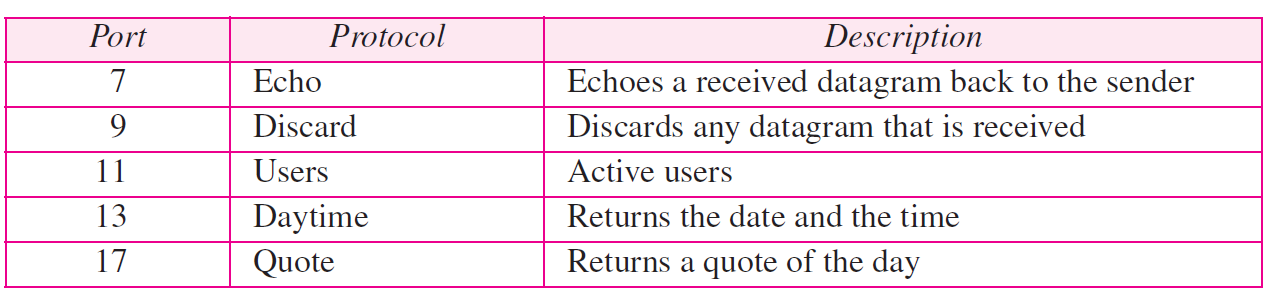 Port Protocol Description
7 Echo Echoes a received datagram back to the sender
9 Discard Discards any datagram that is received
11 Users Active users
13 Daytime Returns the date and the time
17 Quote Returns a quote of the day